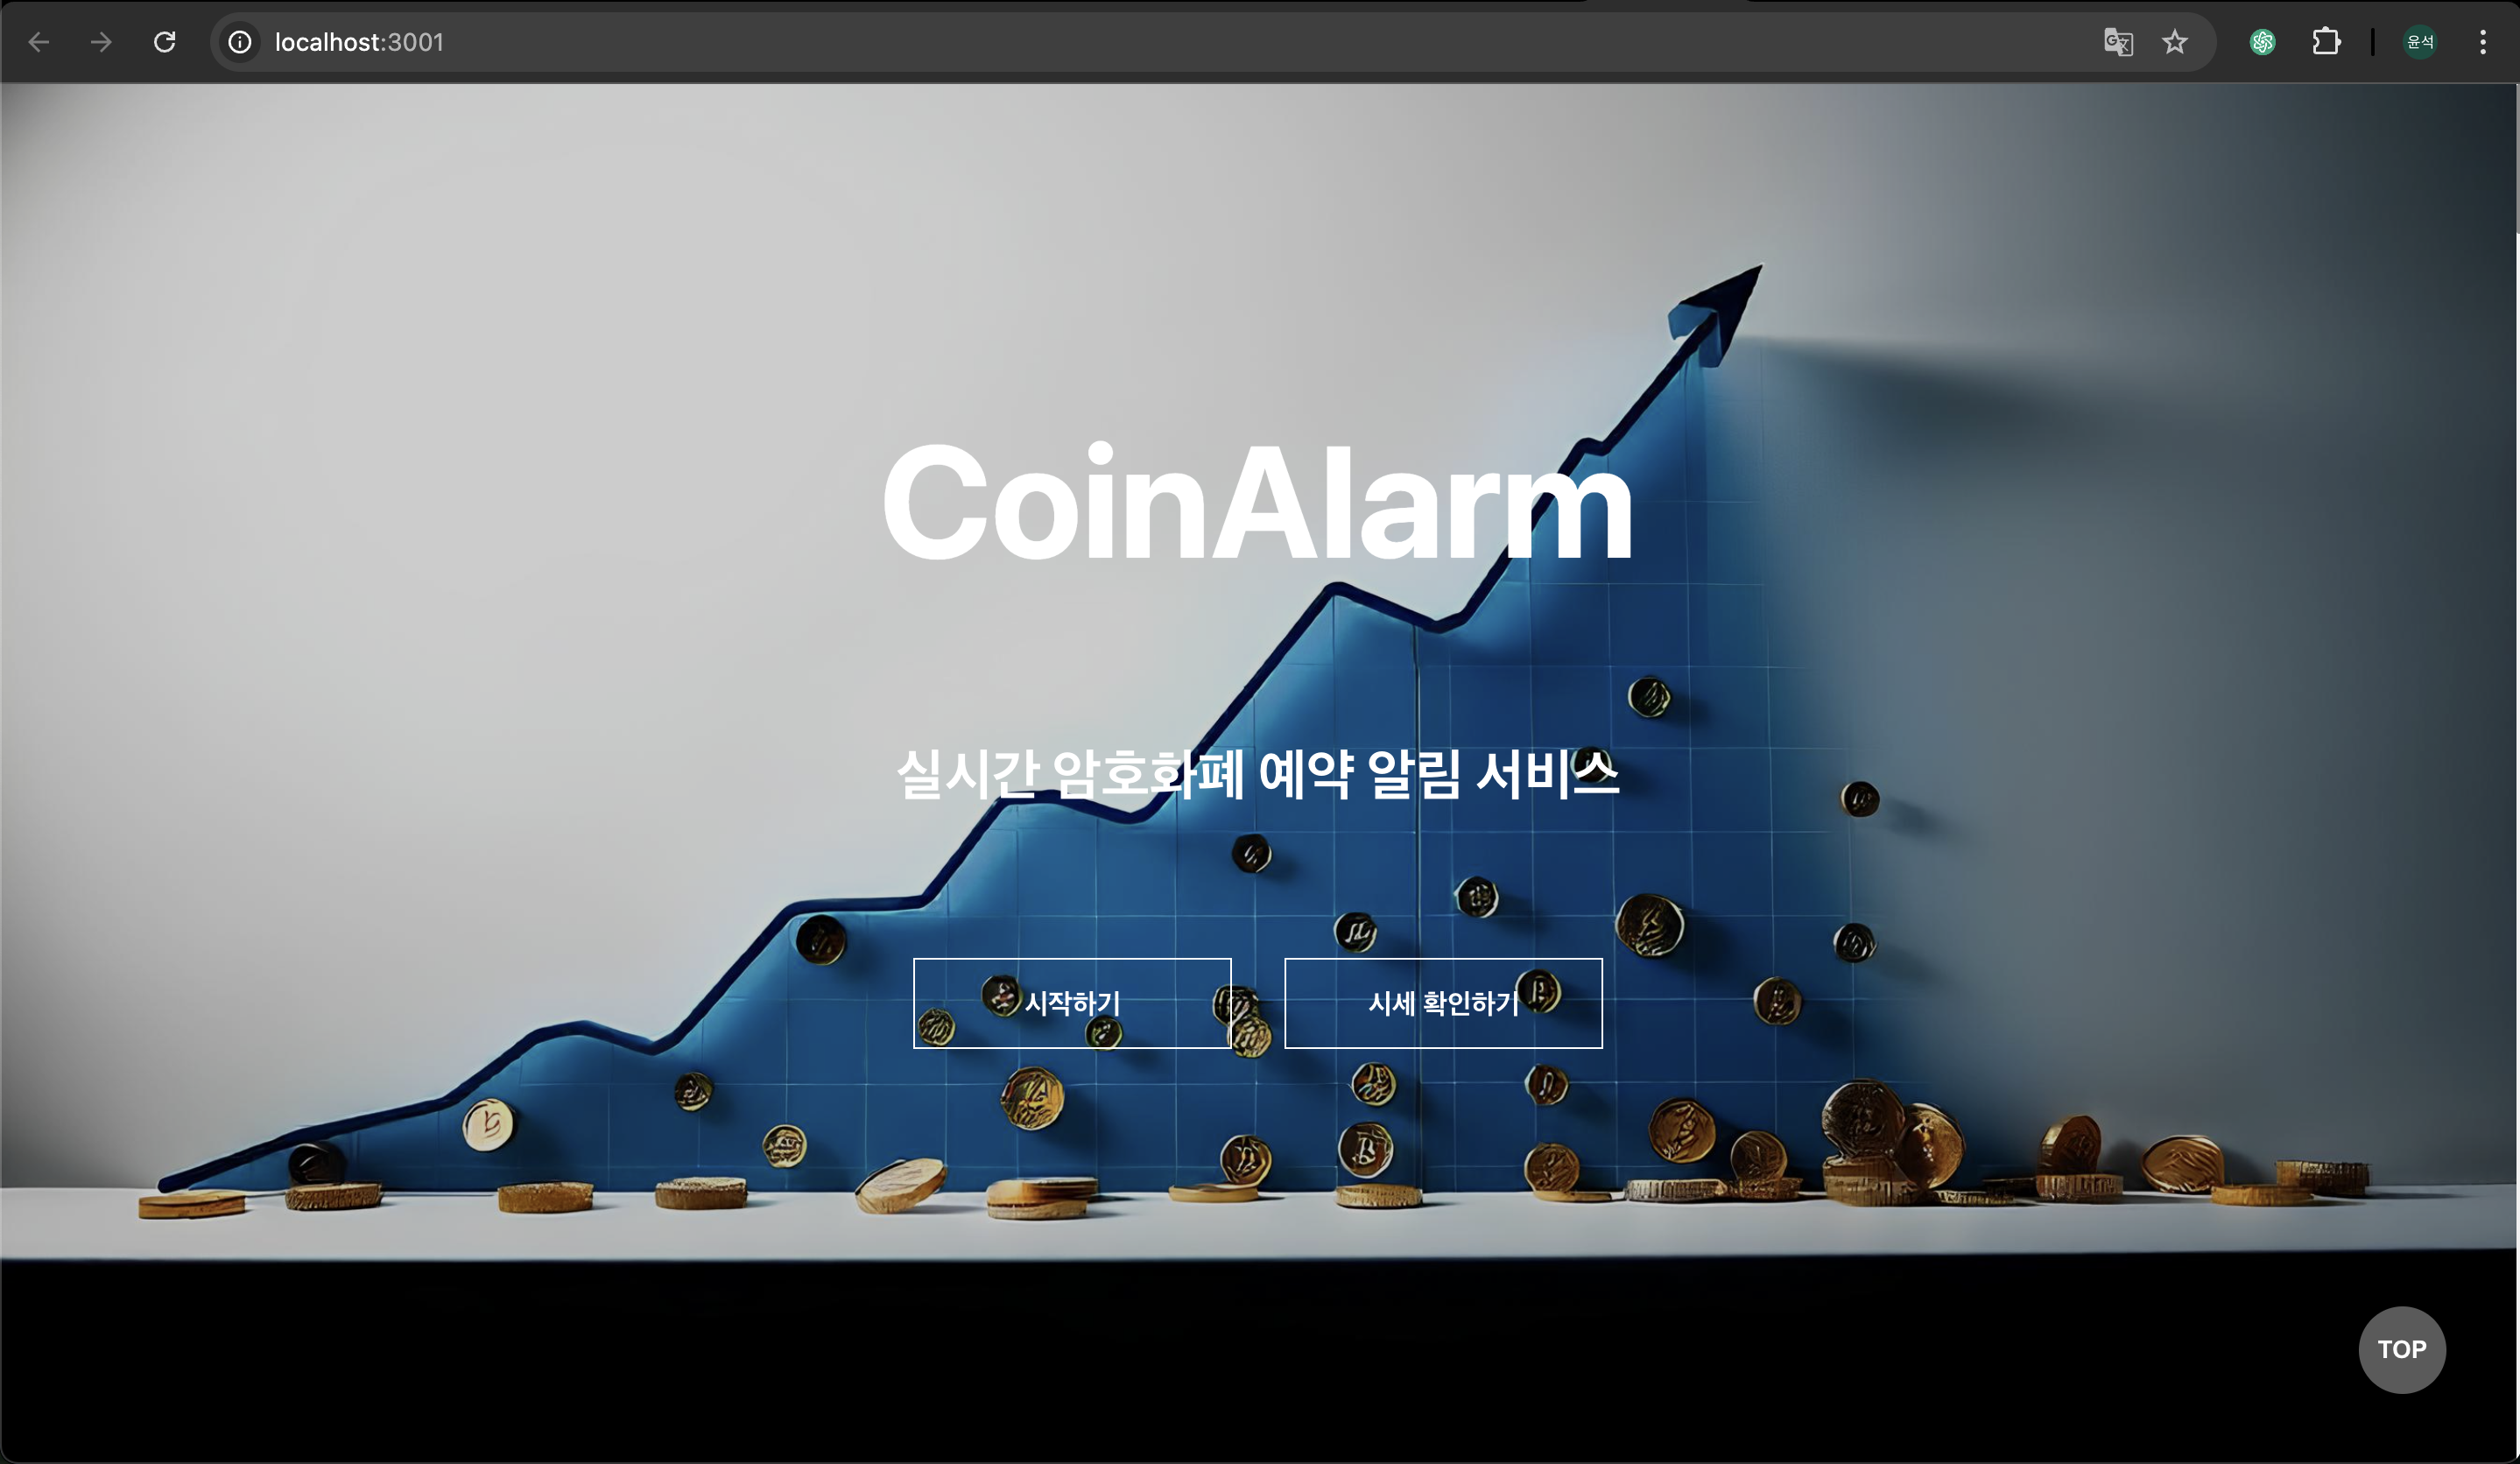 localhost:3001
윤석
CoinAlarm
실시간 암호화폐 예약 알림 서비스
시작하기
시세 확인하기
TOP